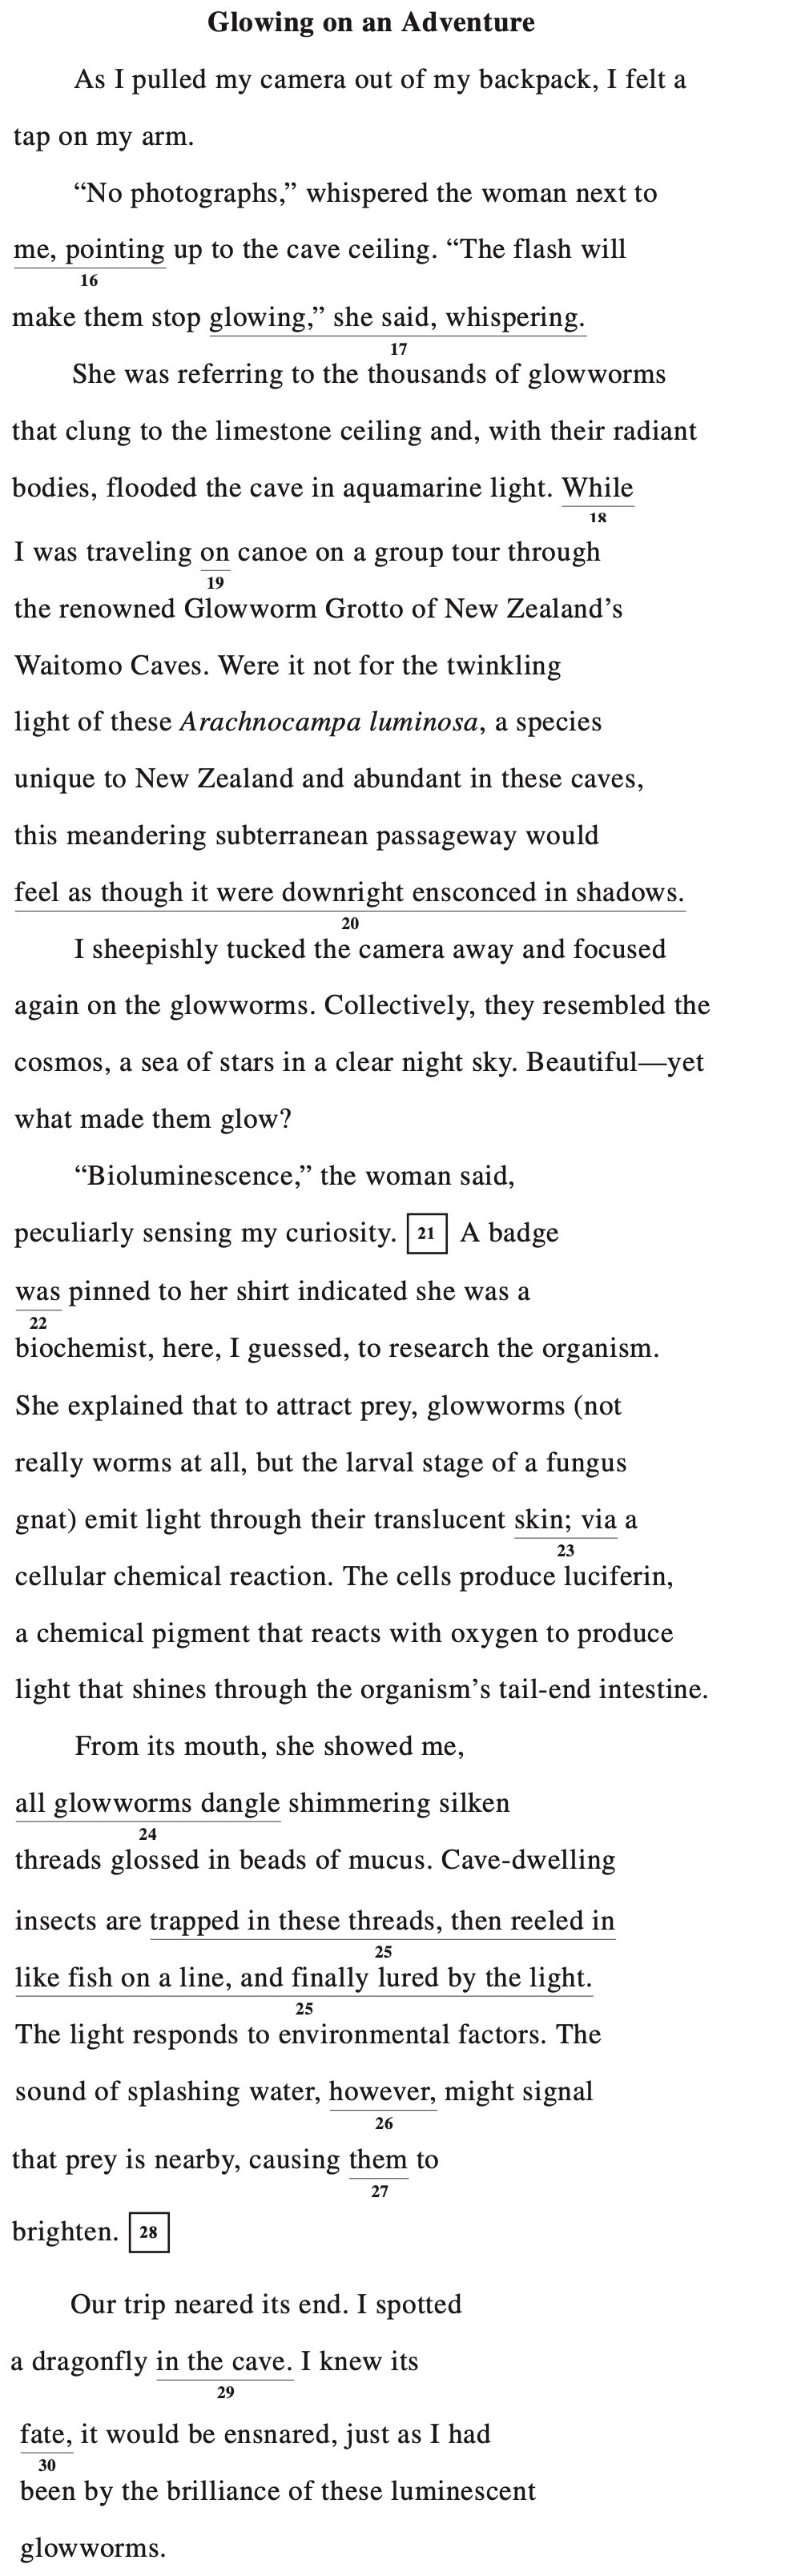 Glowing on an Adventure
As I pulled my camera out of my backpack, I felt a
tap on my arm.
“No photographs,” whispered the woman next to
me, pointing up to the cave ceiling. “The flash will
16
make them stop glowing,” she said, whispering.
17
She was referring to the thousands of glowworms
that clung to the limestone ceiling and, with their radiant
bodies, flooded the cave in aquamarine light. While
18
I was traveling on canoe on a group tour through
19
the renowned Glowworm Grotto of New Zealand’s
Waitomo Caves. Were it not for the twinkling
light of these Arachnocampa luminosa, a species
unique to New Zealand and abundant in these caves,
this meandering subterranean passageway would
feel as though it were downright ensconced in shadows.
20
I sheepishly tucked the camera away and focused
again on the glowworms. Collectively, they resembled the
cosmos, a sea of stars in a clear night sky. Beautiful—yet
what made them glow?
“Bioluminescence,” the woman said,
peculiarly sensing my curiosity. 21 A badge
was pinned to her shirt indicated she was a
22
biochemist, here, I guessed, to research the organism.
She explained that to attract prey, glowworms (not
really worms at all, but the larval stage of a fungus
gnat) emit light through their translucent skin; via a
23
cellular chemical reaction. The cells produce luciferin,
a chemical pigment that reacts with oxygen to produce
light that shines through the organism’s tail-end intestine.
From its mouth, she showed me,
all glowworms dangle shimmering silken
24
threads glossed in beads of mucus. Cave-dwelling
insects are trapped in these threads, then reeled in
25
like fish on a line, and finally lured by the light.
25
The light responds to environmental factors. The
sound of splashing water, however, might signal
26
that prey is nearby, causing them to
27
brighten. 28
Our trip neared its end. I spotted
a dragonfly in the cave. I knew its
29
fate, it would be ensnared, just as I had
30
been by the brilliance of these luminescent
glowworms.